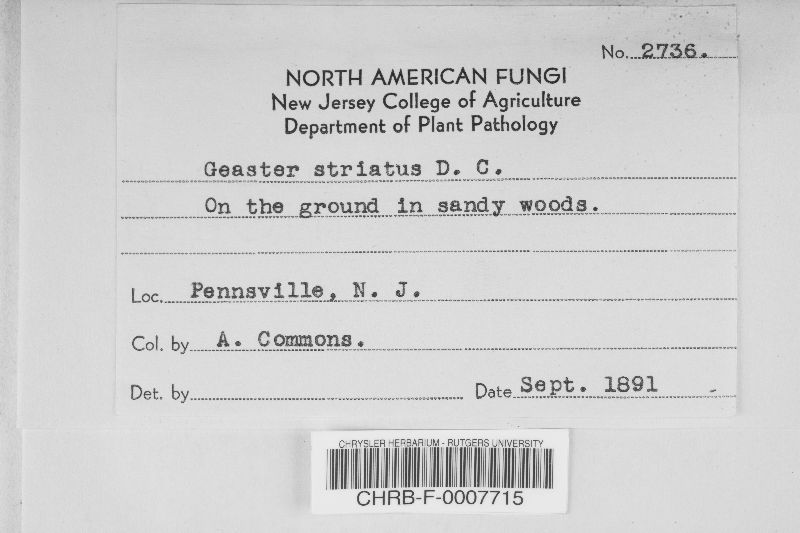 No. 2736.
NORTH AMERICAN FUNGI
New Jersey College of Agriculture
Department of Plant Pathology
Geaster striatus D. C.
On the ground in sandy woods.
Loc. Pennsville, N. J.
Col. by A. Commons.
Det. by
Date Sept. 1891
CHRYSLER HERBARIUM - RUTGERS UNIVERSITY
CHRB-F-0007715